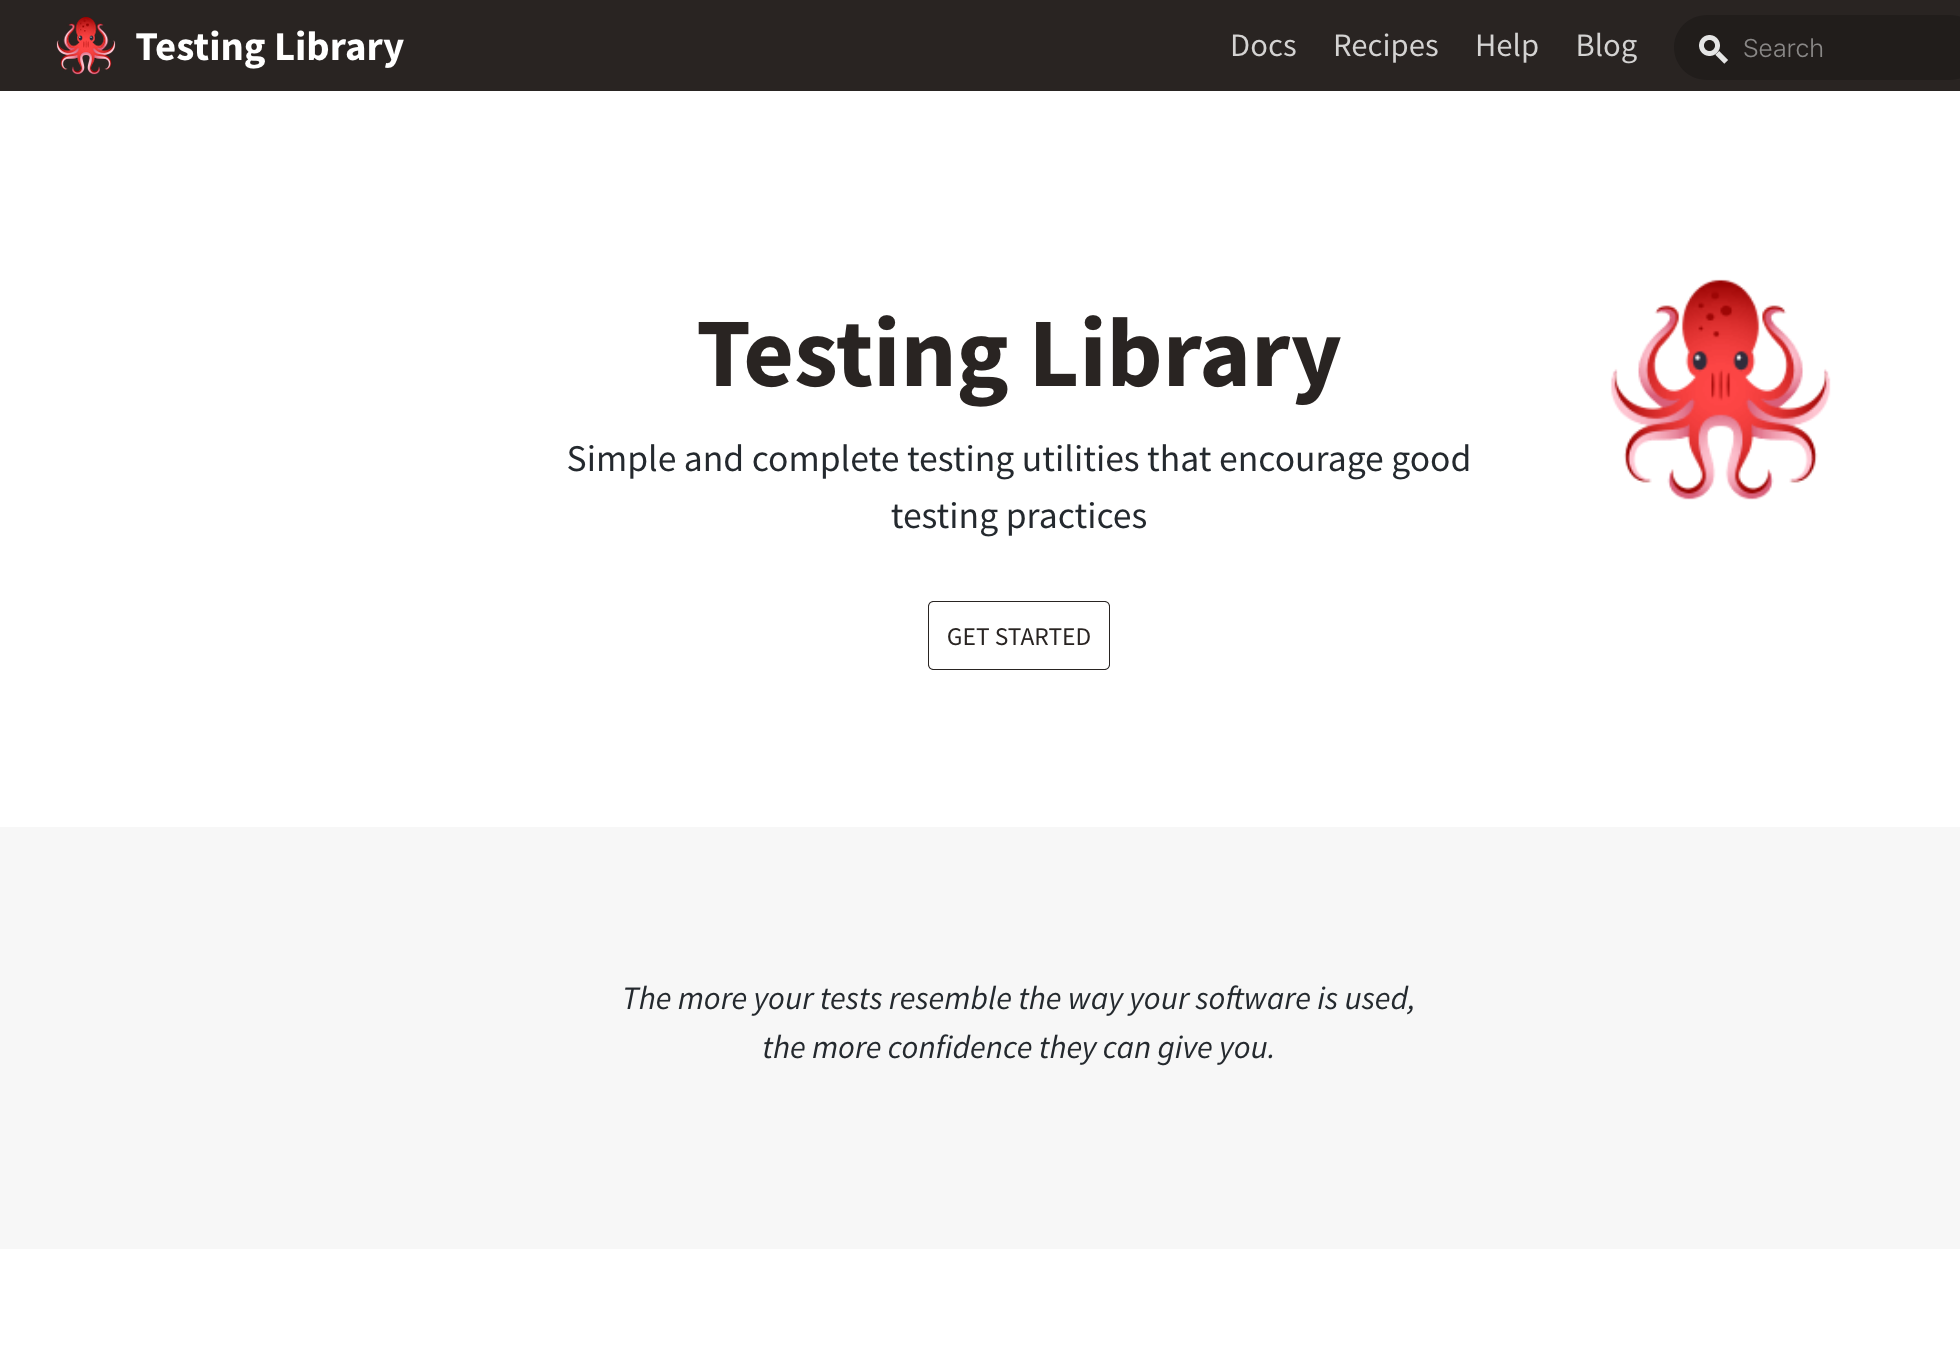 Testing Library
Docs Recipes Help Blog Search
Testing Library
Simple and complete testing utilities that encourage good
testing practices
GET STARTED
The more your tests resemble the way your software is used,
the more confidence they can give you.